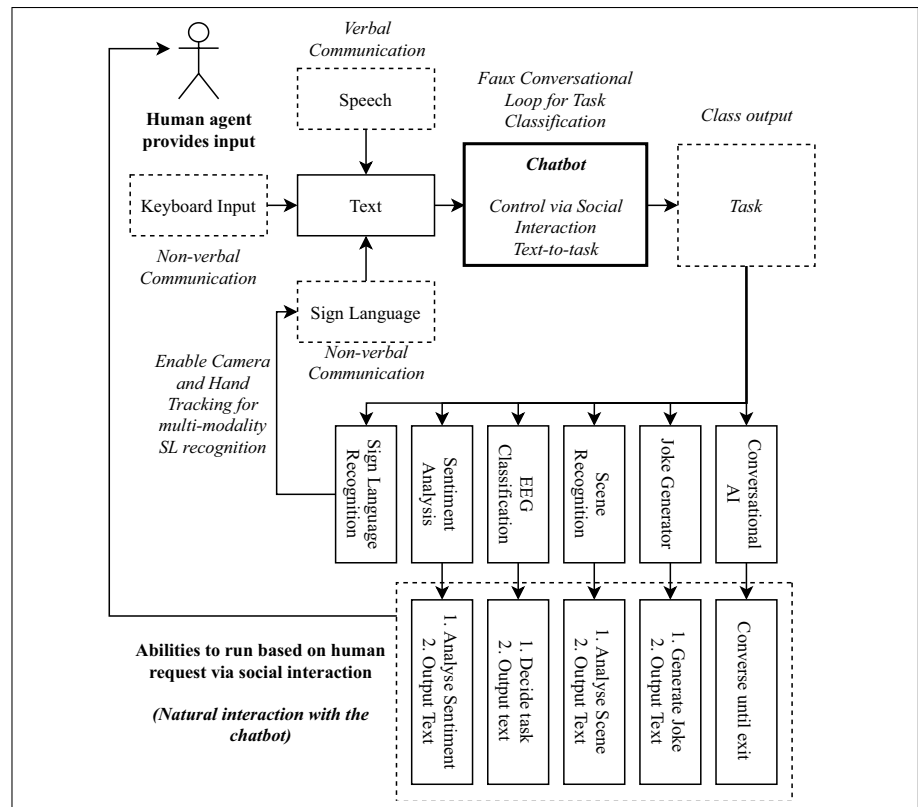 Verbal
Communication
Speech
Human agent
provides input
Faux Conversational
Loop for Task
Classification
Class output
Keyboard Input
Text
Chatbot
Control via Social
Interaction
Text-to-task
Task
Non-verbal
Communication
Sign Language
Non-verbal
Communication
Enable Camera
and Hand
Tracking for
multi-modality
SL recognition
Sign Language
Recognition
Sentiment
Analysis
EEG
Classification
Scene
Recognition
Joke Generator
Conversational
AI
Abilities to run based on human
request via social interaction
(Natural interaction with the
chatbot)
1. Analyse Sentiment
2. Output Text
1. Decide task
2. Output text
1. Analyse Scene
2. Output Text
1. Generate Joke
2. Output Text
Converse until exit